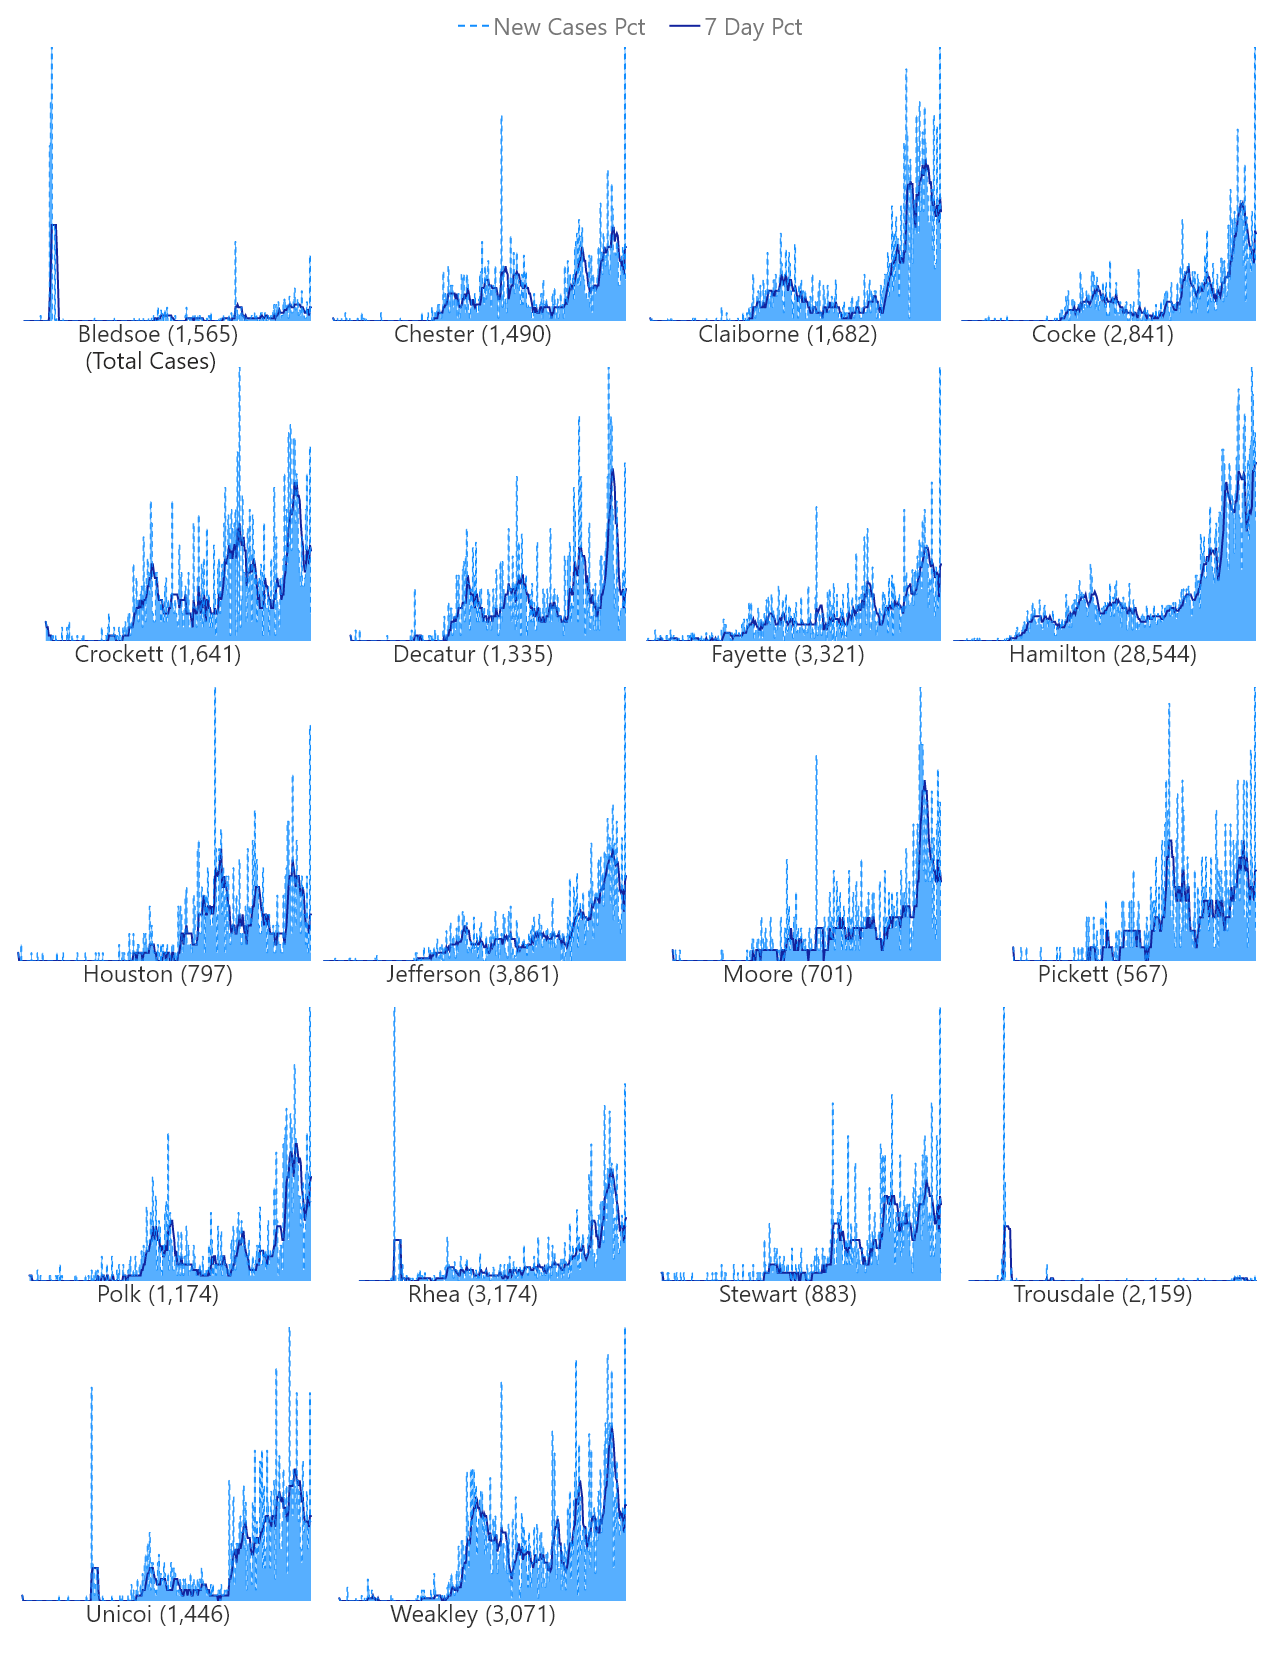 New Cases Pct 7 Day Pct
Bledsoe (1,565) Chester (1,490) Claiborne (1,682) Cocke (2,841)
(Total Cases)
Crockett (1,641) Decatur (1,335) Fayette (3,321) Hamilton (28,544)
Houston (797) Jefferson (3,861) Moore (701) Pickett (567)
Polk (1,174) Rhea (3,174) Stewart (883) Trousdale (2,159)
Unicoi (1,446) Weakley (3,071)